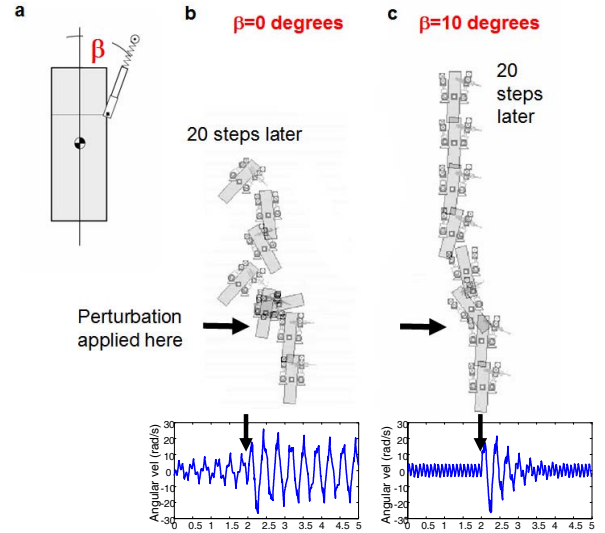 a
β
b
β=0 degrees
20 steps later
Perturbation
applied here
Angular vel (rad/s)
30
20
10
0
-10
-20
-30
0 0.5 1 1.5 2 2.5 3 3.5 4 4.5 5
c
β=10 degrees
20
steps
later
Angular vel (rad/s)
30
20
10
0
-10
-20
-30
0 0.5 1 1.5 2 2.5 3 3.5 4 4.5 5